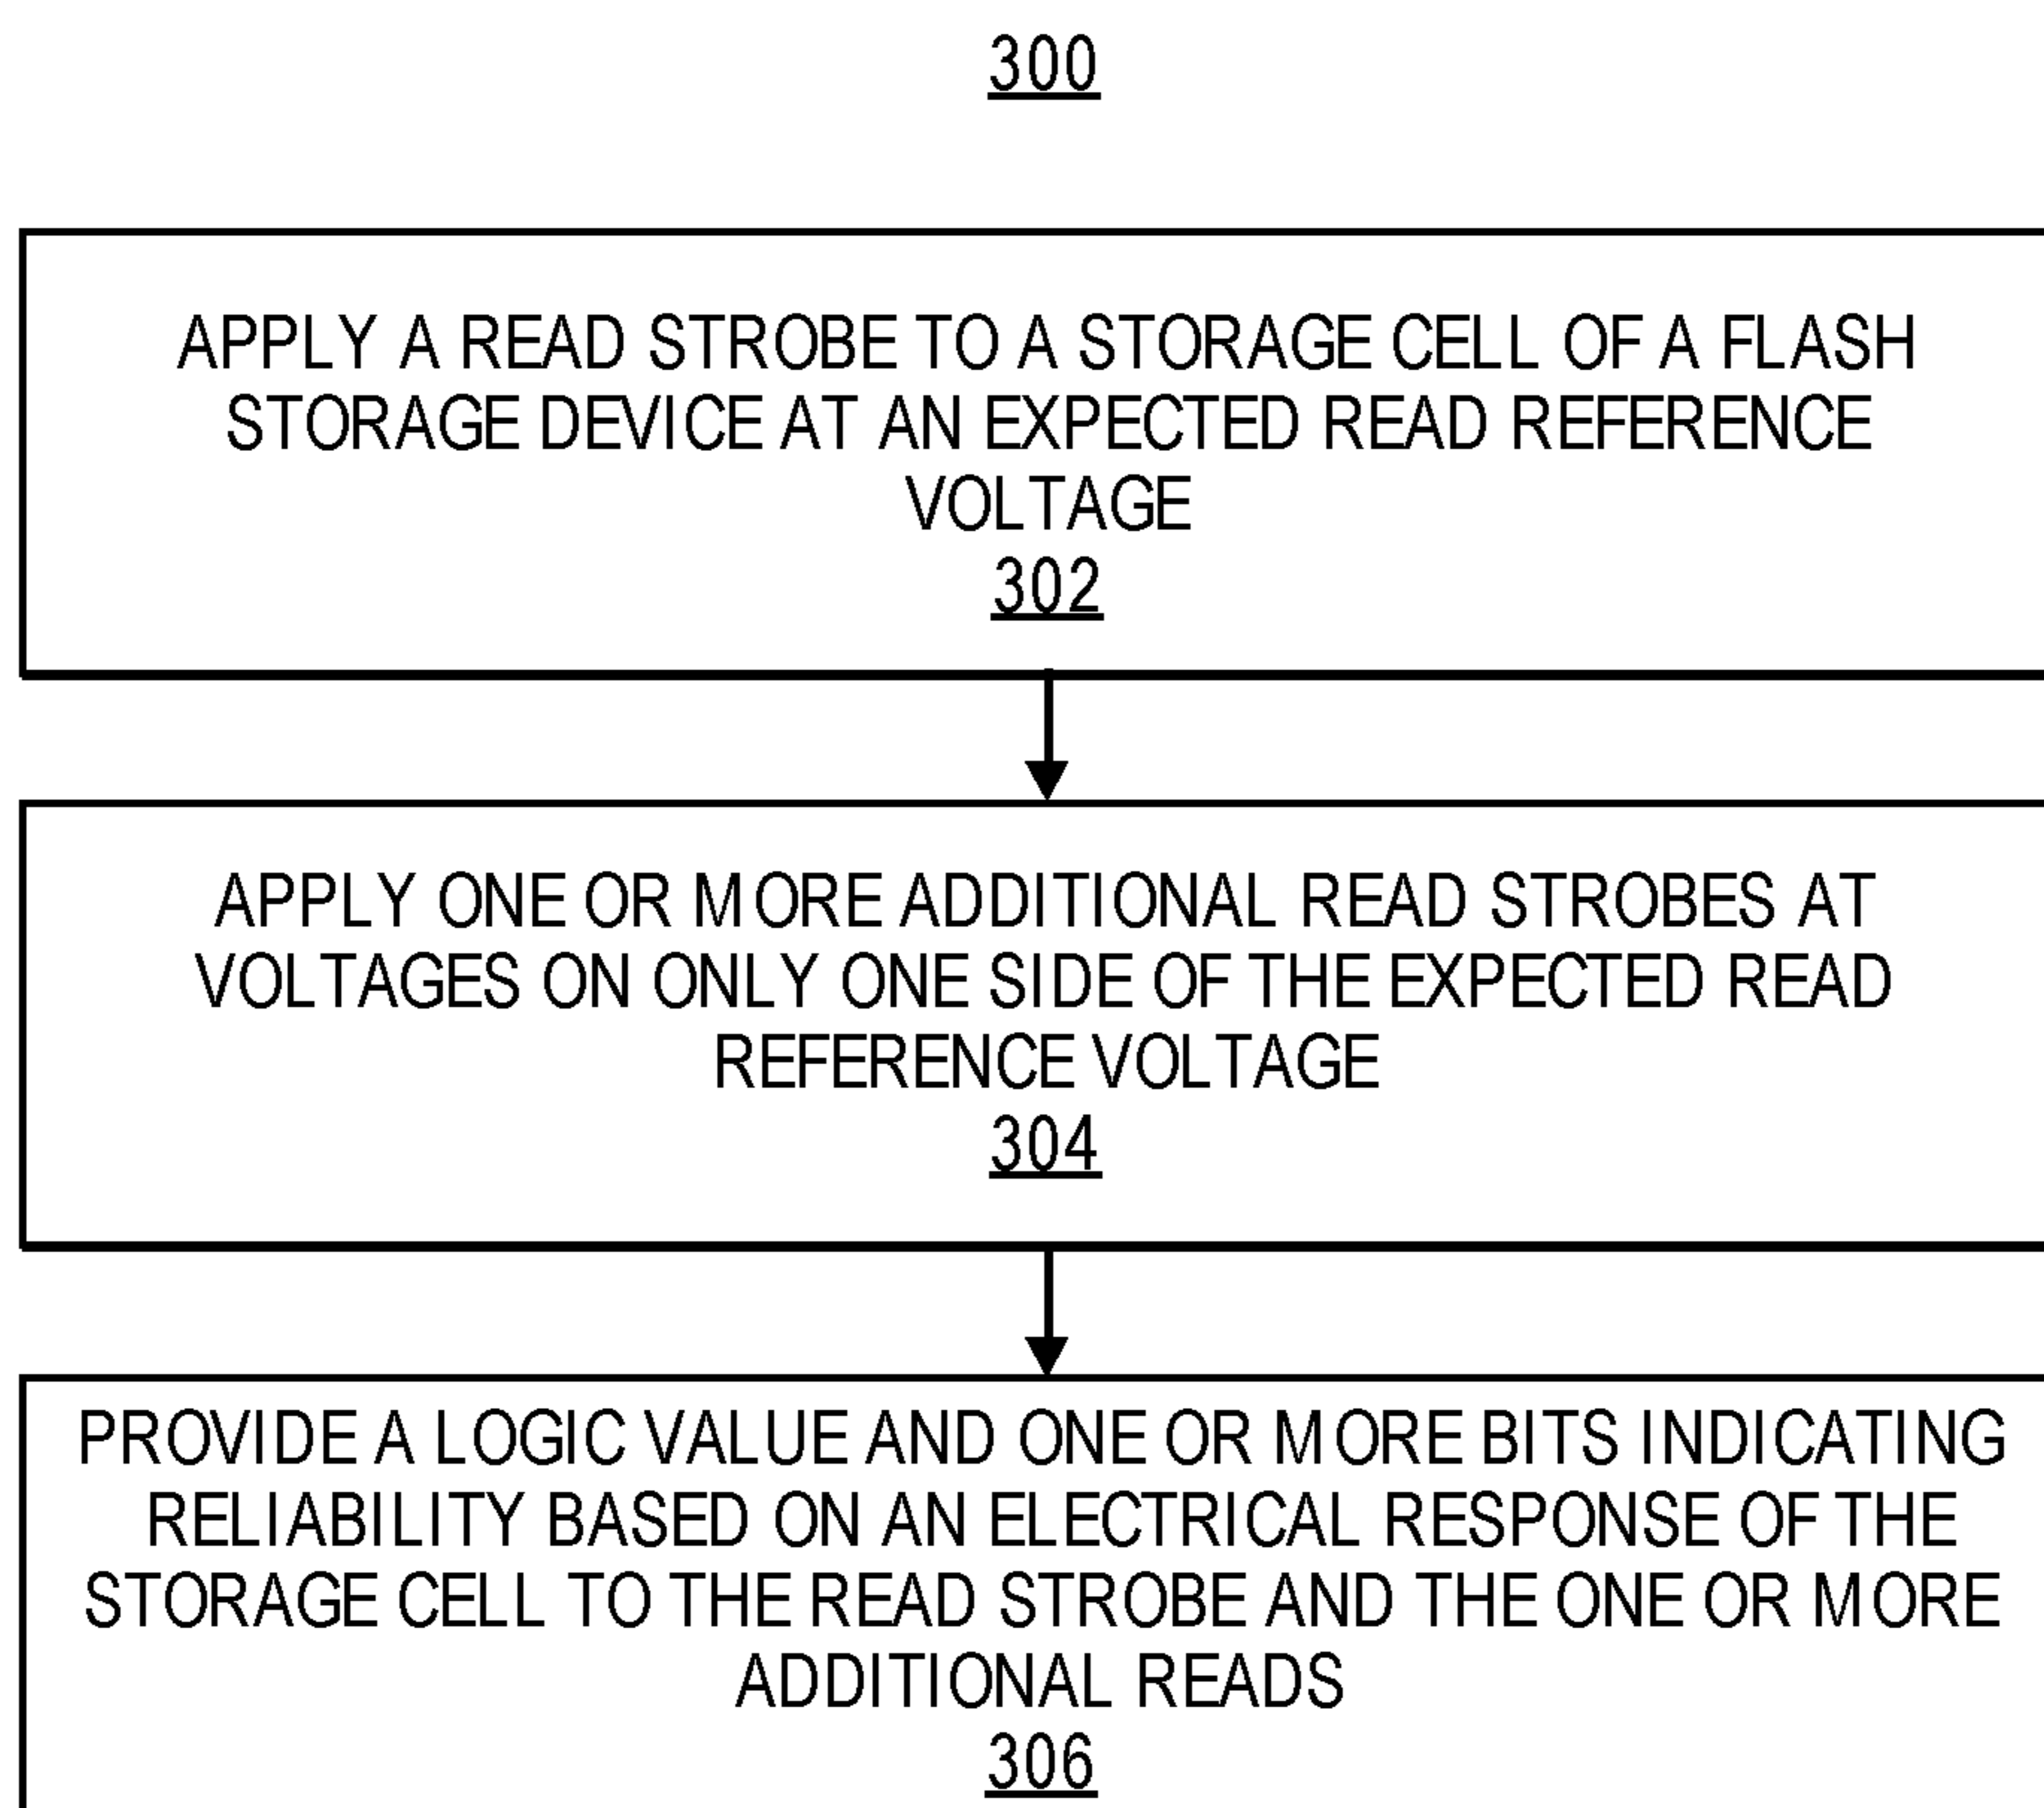 300
APPLY A READ STROBE TO A STORAGE CELL OF A FLASH
STORAGE DEVICE AT AN EXPECTED READ REFERENCE
VOLTAGE
302
APPLY ONE OR MORE ADDITIONAL READ STROBES AT
VOLTAGES ON ONLY ONE SIDE OF THE EXPECTED READ
REFERENCE VOLTAGE
304
PROVIDE A LOGIC VALUE AND ONE OR MORE BITS INDICATING
RELIABILITY BASED ON AN ELECTRICAL RESPONSE OF THE
STORAGE CELL TO THE READ STROBE AND THE ONE OR MORE
ADDITIONAL READS
306